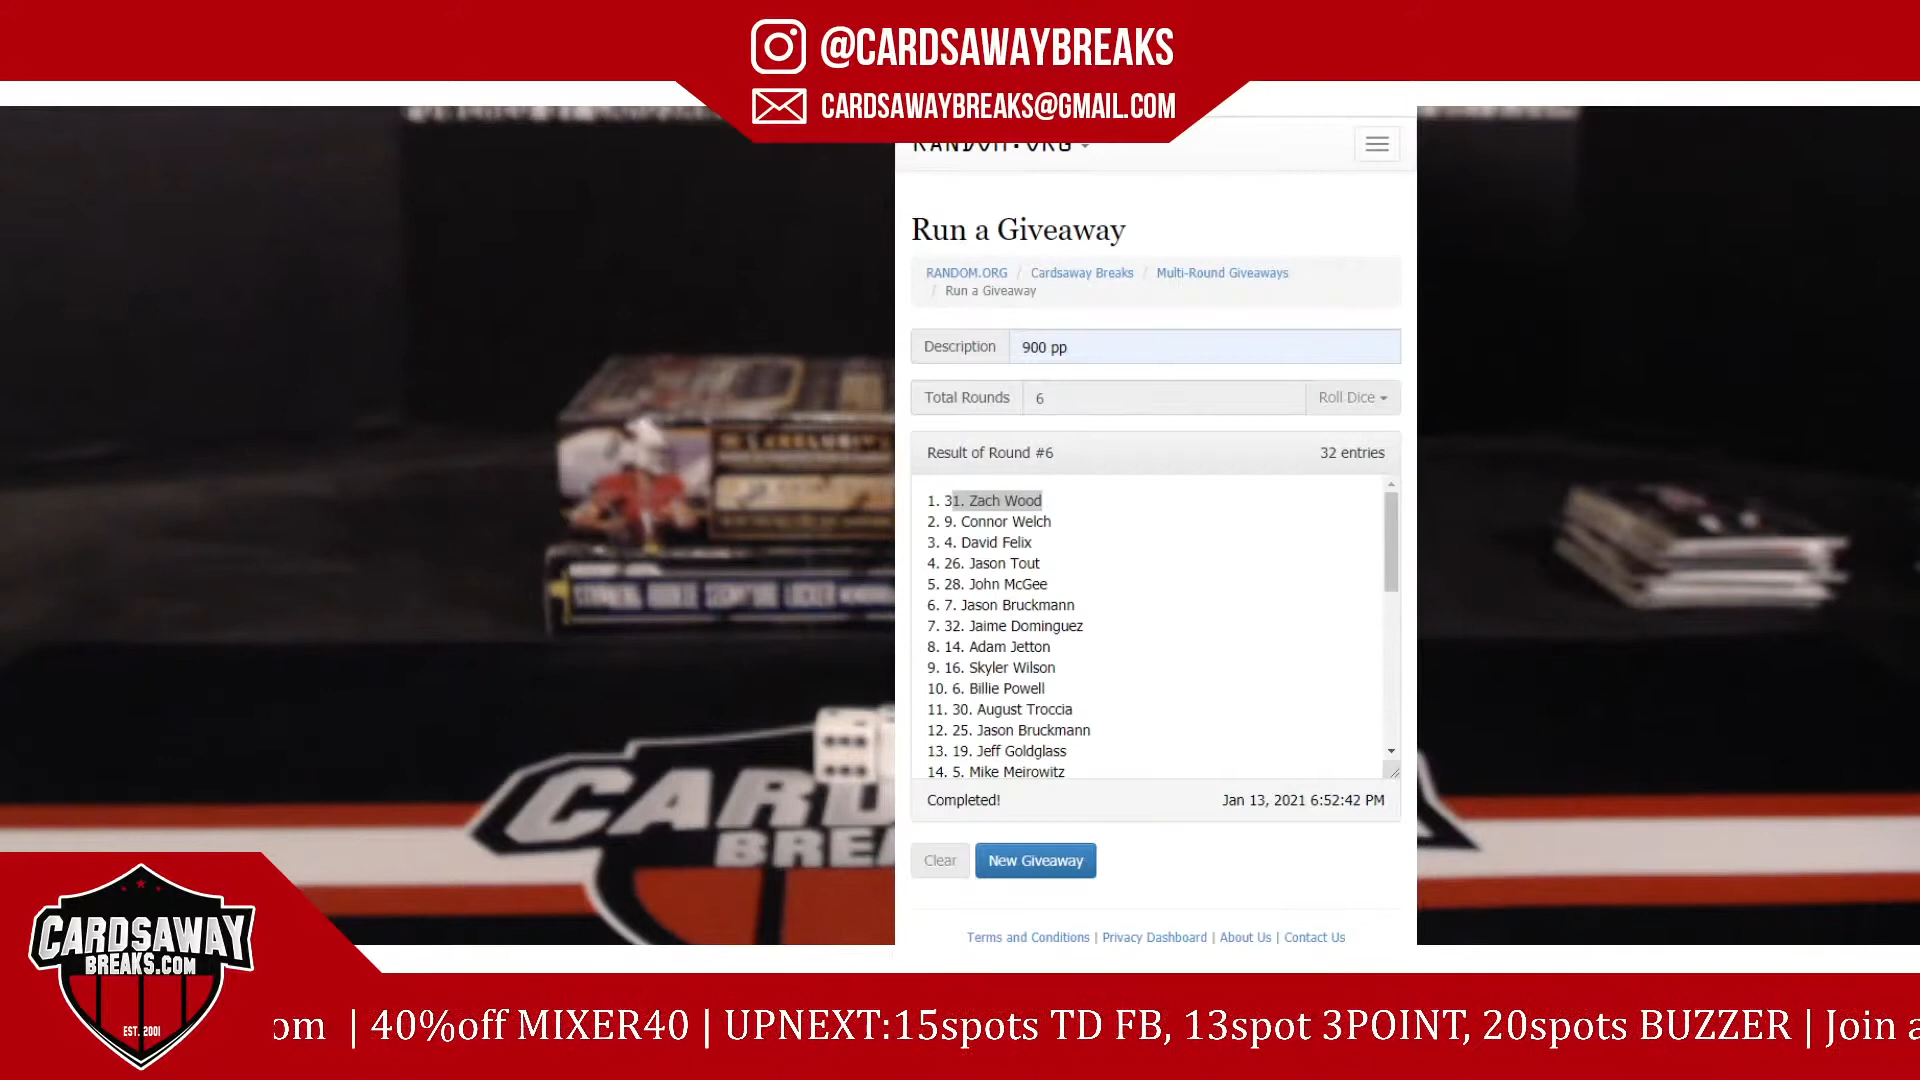 @CARDSAWAYBREAKS
CARDSAWAYBREAKS@GMAIL.COM
RANDOM.ORG
Run a Giveaway
RANDOM.ORG / Cardsaway Breaks / Multi-Round Giveaways
/ Run a Giveaway
Description 900 pp
Total Rounds 6 Roll Dice
Result of Round #6 32 entries
1. 31. Zach Wood
2. 9. Connor Welch
3. 4. David Felix
4. 26. Jason Tout
5. 28. John McGee
6. 7. Jason Bruckmann
7. 32. Jaime Dominguez
8. 14. Adam Jetton
9. 16. Skyler Wilson
10. 6. Billie Powell
11. 30. August Troccia
12. 25. Jason Bruckmann
13. 19. Jeff Goldglass
14. 5. Mike Meirowitz
Completed! Jan 13, 2021 6:52:42 PM
Clear New Giveaway
Terms and Conditions | Privacy Dashboard | About Us | Contact Us
CARD
BREA
CARDSAWAY
BREAKS.COM
EST. 2001
om | 40%off MIXER40 | UPNEXT:15spots TD FB, 13spot 3POINT, 20spots BUZZER | Join a